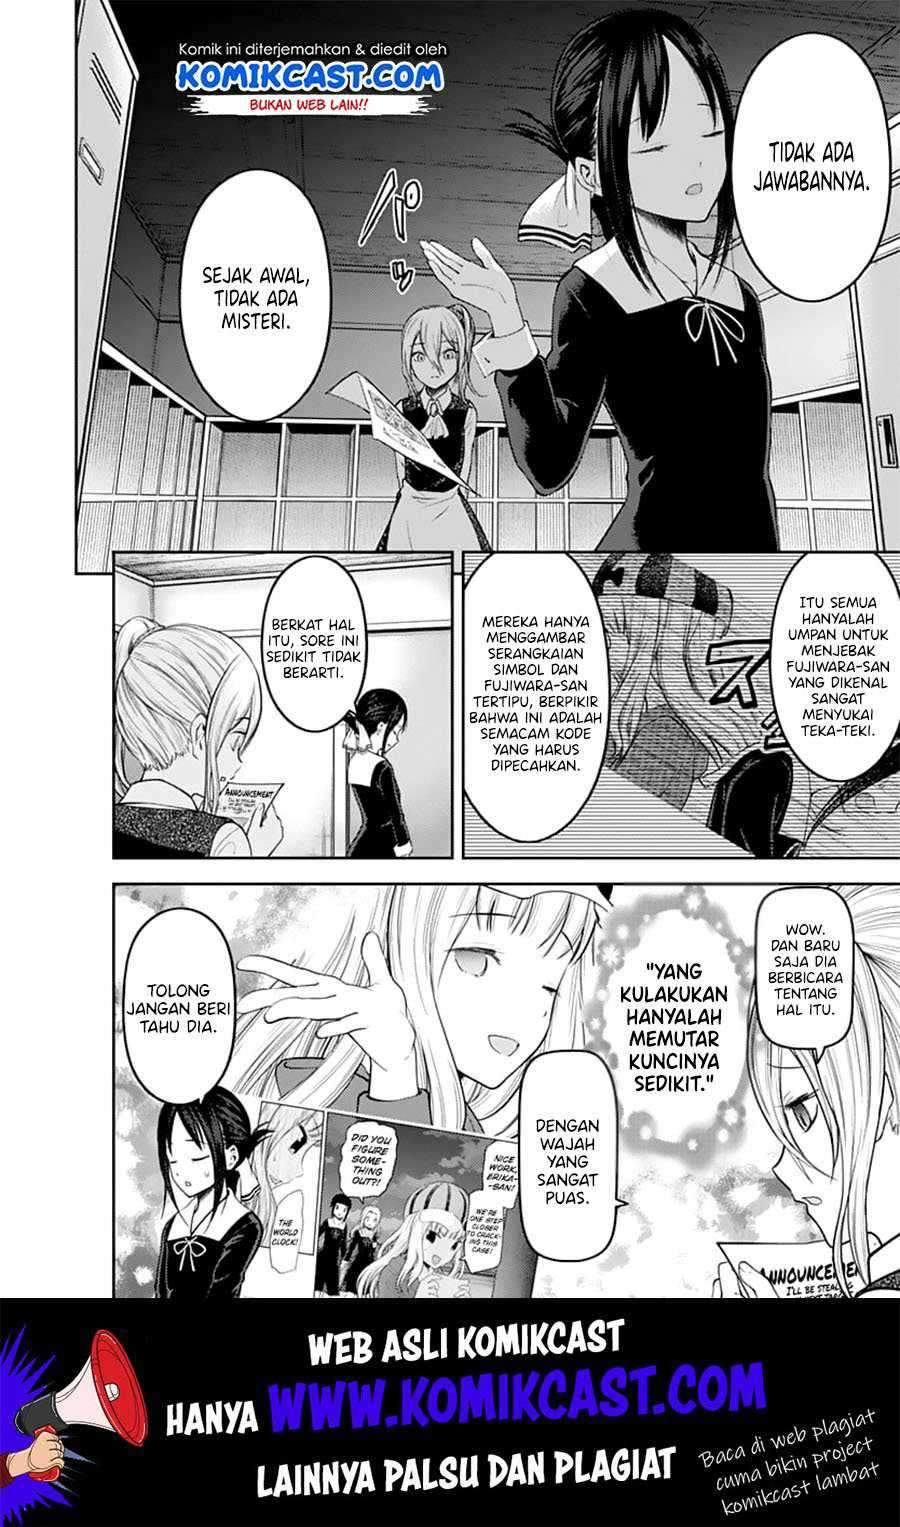 Komik ini diterjemahkan & diedit oleh
KOMIKCAST.COM
BUKAN WEB LAIN!!
TIDAK ADA
JAWABANNYA.
SEJAK AWAL,
TIDAK ADA
MISTERI.
パ
ッ
ITU SEMUA
HANYALAH
UMPAN UNTUK
MENJEBAK
FUJIWARA-SAN
YANG DIKENAL
SANGAT
MENYUKAI
TEKA-TEKI.
MEREKA HANYA
MENGGAMBAR
SERANGKAIAN
SIMBOL DAN
FUJIWARA-SAN
TERTIPU, BERPIKIR
BAHWA INI ADALAH
SEMACAM KODE
YANG HARUS
DIPECAHKAN.
BERKAT HAL
ITU, SORE INI
SEDIKIT TIDAK
BERARTI.
ANNOUNCEMENT
WOW.
DAN BARU
SAJA DIA
BERBICARA
TENTANG
HAL ITU.
"YANG
KULAKUKAN
HANYALAH
MEMUTAR
KUNCINYA
SEDIKIT."
DENGAN
WAJAH
YANG
SANGAT
PUAS.
TOLONG
JANGAN BERI
TAHU DIA.
NICE
WORK,
ERIKA-
SAN!
WE'RE
ONE STEP
CLOSER
TO CRACK-
ING THIS
CASE!
DID YOU
FIGURE
SOME-
THING
OUT?!
THE
WORLD
CLOCK!
ANNOUNCEMENT
I'LL BE STEALING
WEB ASLI KOMIKCAST
HANYA WWW.KOMIKCAST.COM
LAINNYA PALSU DAN PLAGIAT
Baca di web plagiat
cuma bikin project
komikcast lambat